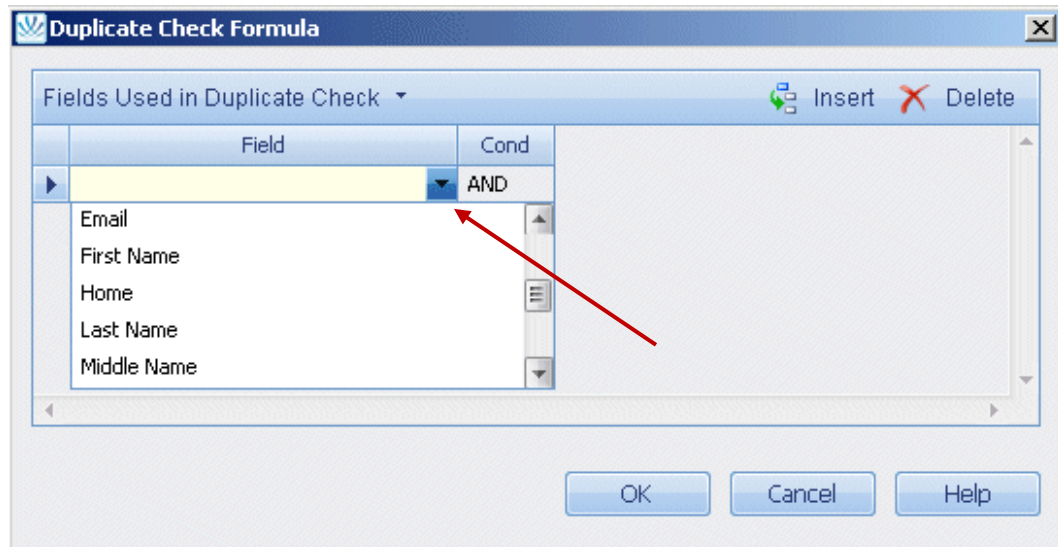 Duplicate Check Formula
Fields Used in Duplicate Check Insert Delete
Field Cond
AND
Email
First Name
Home
Last Name
Middle Name
OK Cancel Help